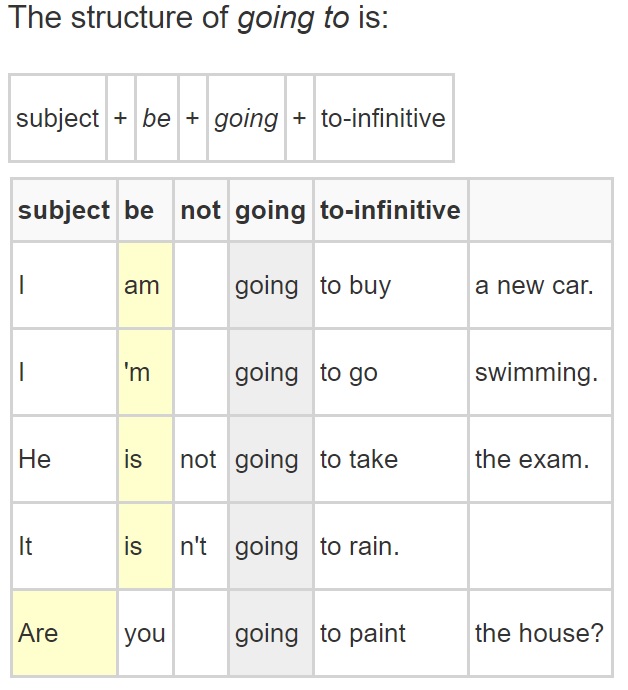 The structure of going to is:
subject + be + going + to-infinitive
subject be not going to-infinitive
I am going to buy a new car.
I 'm going to go swimming.
He is not going to take the exam.
It is n't going to rain.
Are you going to paint the house?